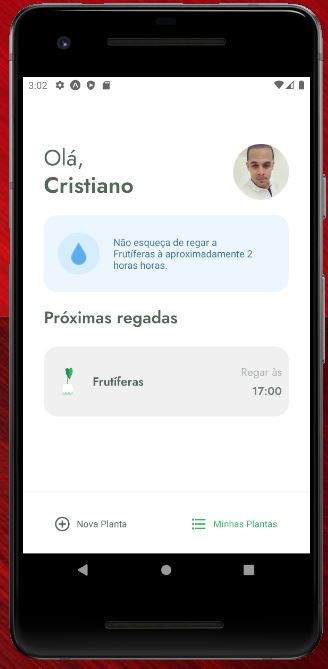 3:02
Olá,
Cristiano
Não esqueça de regar a
Frutíferas à aproximadamente 2
horas horas.
Próximas regadas
Frutíferas
Regar às
17:00
Nova Planta
Minhas Plantas